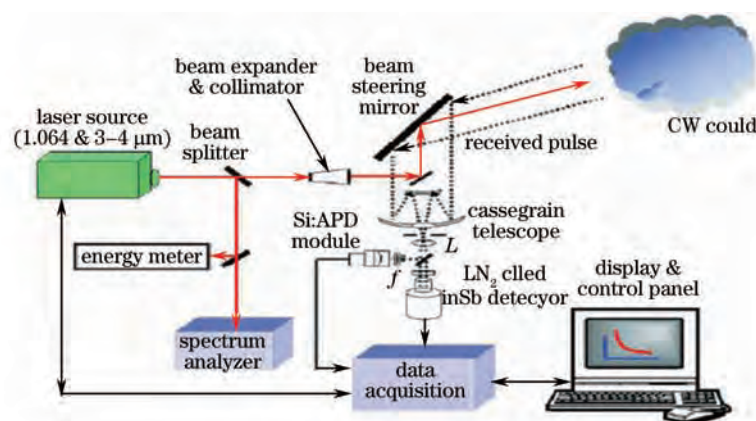 beam expander
& collimator
beam
steering
mirror
laser source
(1.064 & 3–4 μm)
beam
splitter
received pulse
CW could
Si:APD
module
cassegrain
telescope
L
energy meter
f
LN2 clled
inSb detecyor
display &
control panel
spectrum
analyzer
data
acquisition